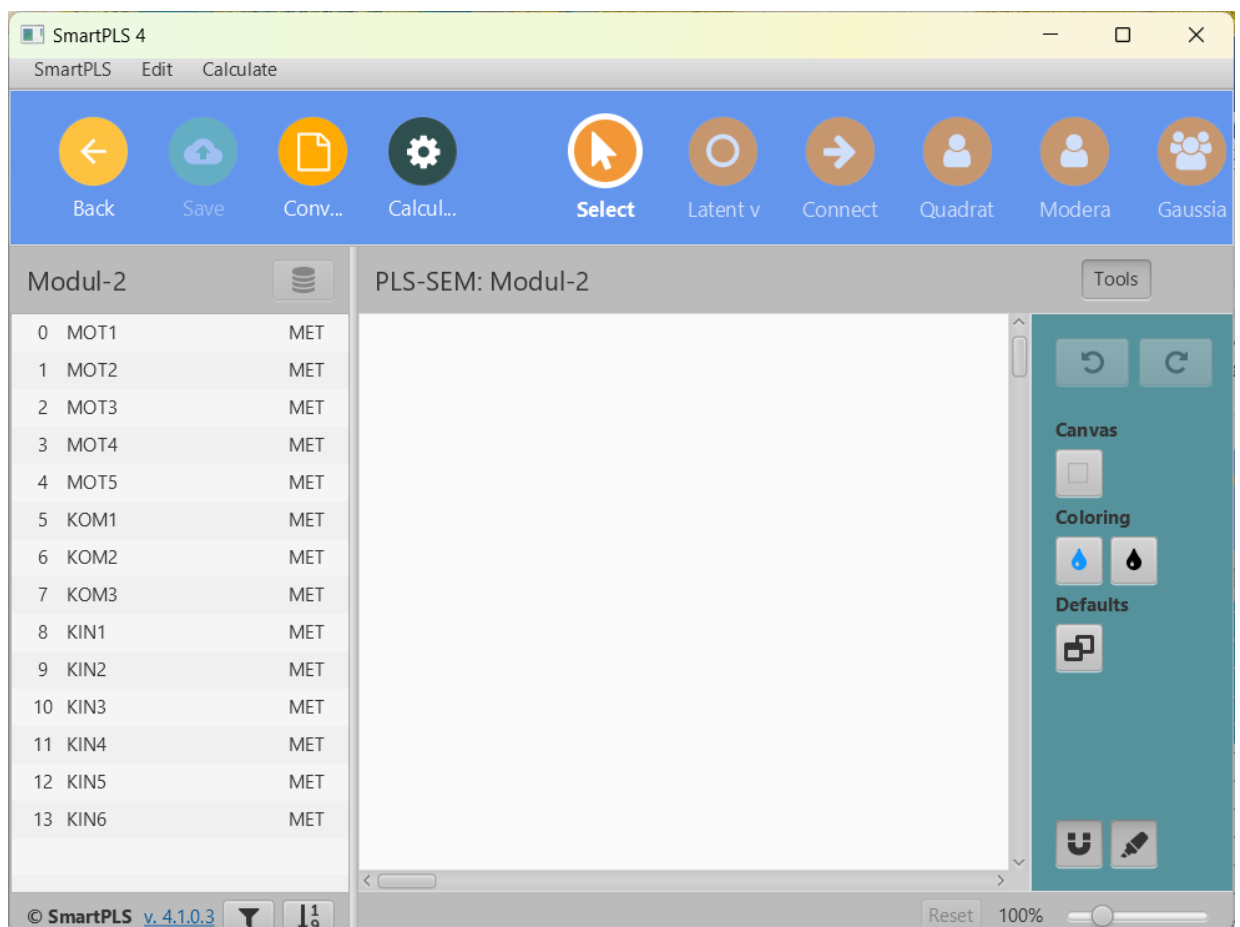 SmartPLS 4
SmartPLS Edit Calculate
Back Save Conv... Calcul... Select Latent v Connect Quadrat Modera Gaussia
Modul-2
PLS-SEM: Modul-2
Tools
0 MOT1 MET
1 MOT2 MET
2 MOT3 MET
3 MOT4 MET
4 MOT5 MET
5 KOM1 MET
6 KOM2 MET
7 KOM3 MET
8 KIN1 MET
9 KIN2 MET
10 KIN3 MET
11 KIN4 MET
12 KIN5 MET
13 KIN6 MET
Canvas
Coloring
Defaults
© SmartPLS v. 4.1.0.3
Reset 100%